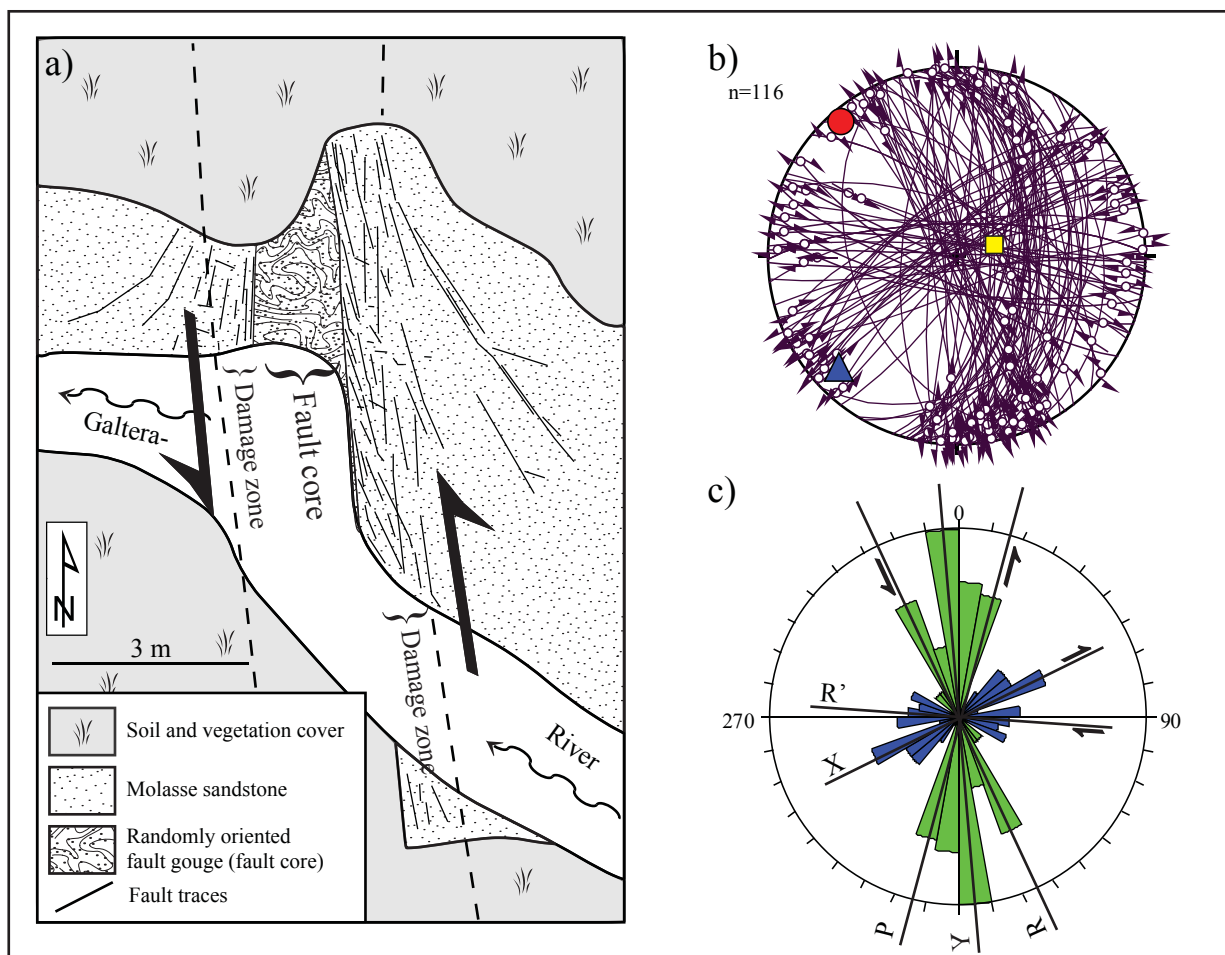 a)
Galtera-
Damage zone
Fault core
Damage zone
River
N
3 m
Soil and vegetation cover
Molasse sandstone
Randomly oriented
fault gouge (fault core)
Fault traces
b)
n=116
c)
0
R'
270
90
X
P
Y
R